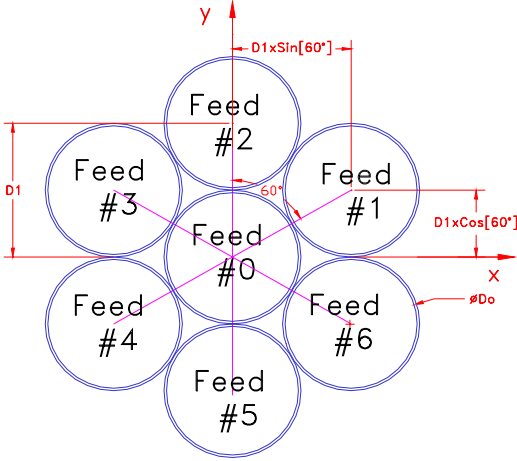 y
D1xSin[60°]
Feed
#2
Feed
#3
Feed
#1
D1
60°
Feed
#0
D1xCos[60°]
x
Feed
#4
Feed
#6
øDo
Feed
#5